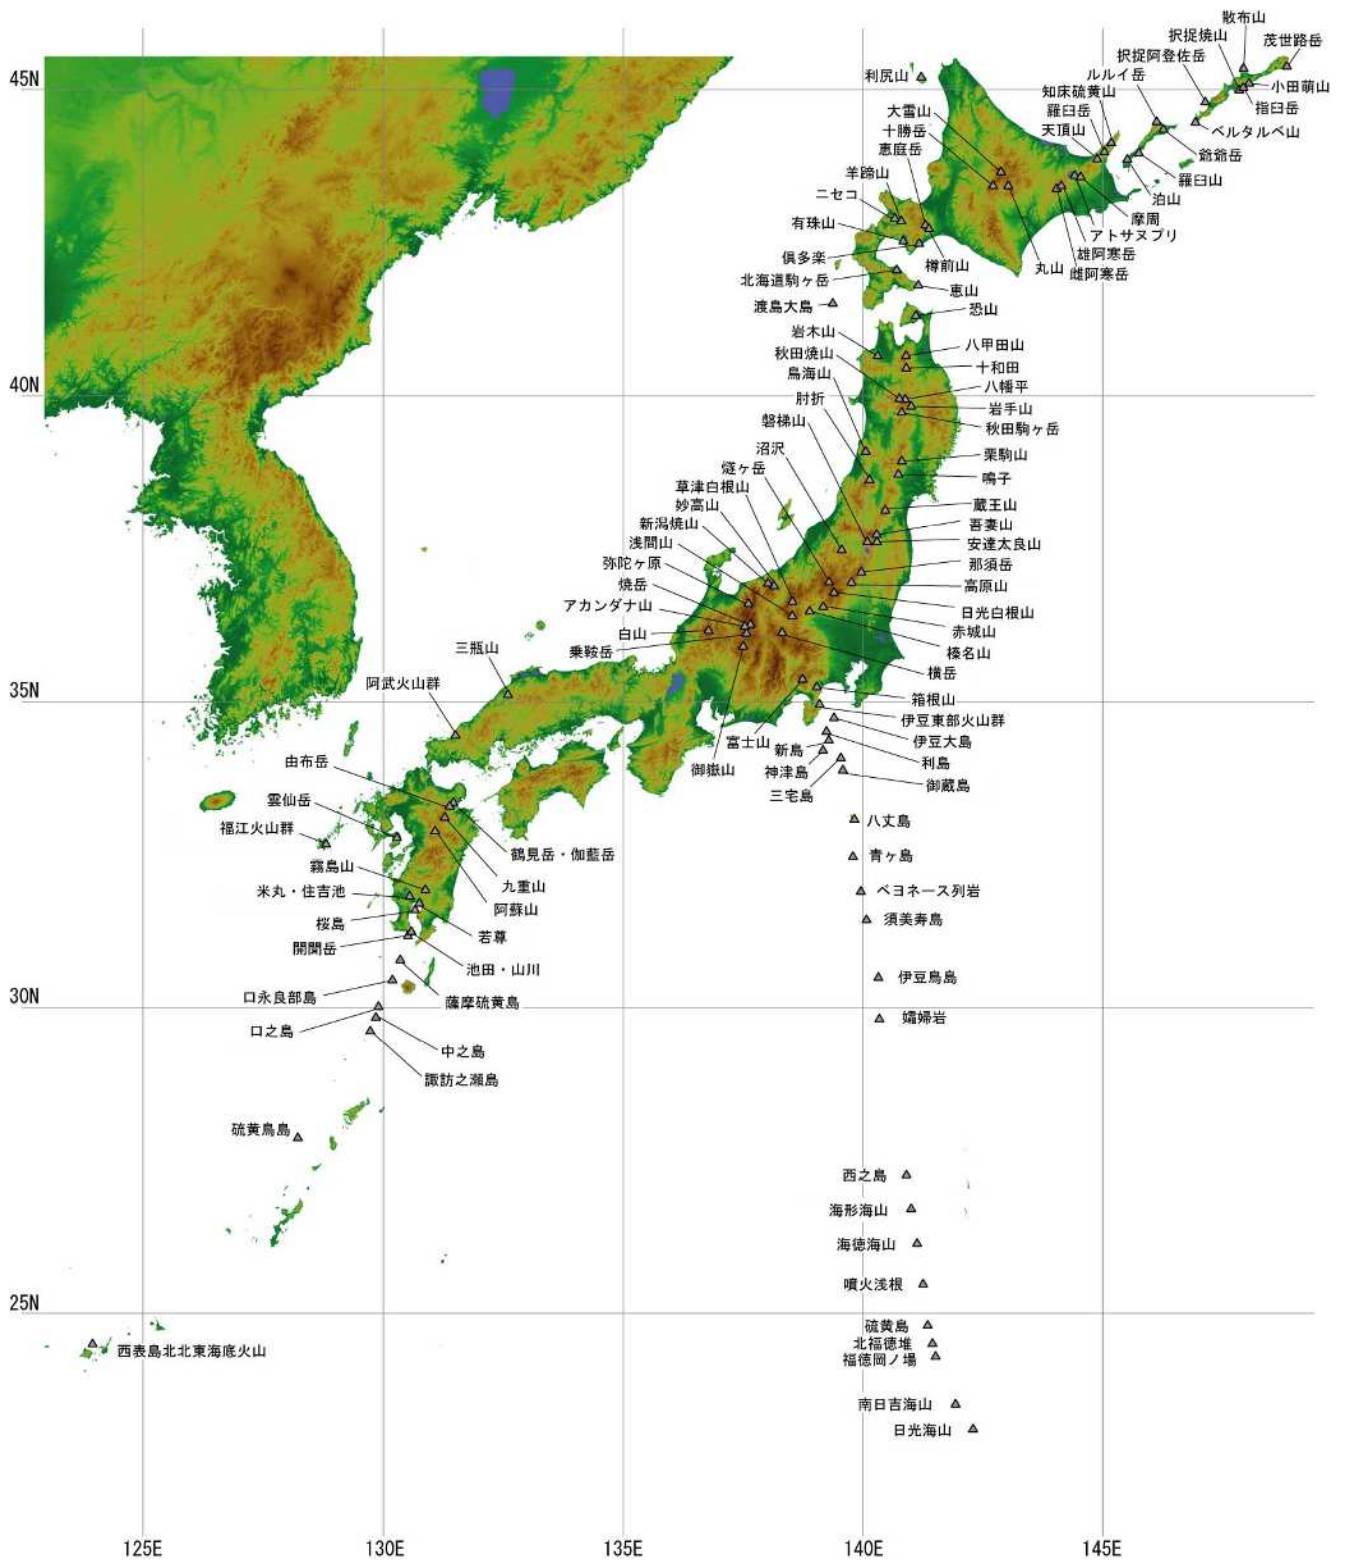 散布山
択捉焼山
茂世路岳
択捉阿登佐岳
45N
利尻山
ルルイ岳
小田萌山
知床硫黄山
指臼岳
大雪山
羅臼岳
ベルタルベ山
十勝岳
天頂山
恵庭岳
爺爺岳
羊蹄山
羅臼山
ニセコ
泊山
有珠山
摩周
アトサヌプリ
倶多楽
雄阿寒岳
樽前山
丸山
雌阿寒岳
北海道駒ヶ岳
恵山
渡島大島
恐山
岩木山
八甲田山
秋田焼山
十和田
鳥海山
40N
八幡平
肘折
岩手山
磐梯山
秋田駒ヶ岳
沼沢
栗駒山
燧ヶ岳
鳴子
草津白根山
妙高山
蔵王山
新潟焼山
吾妻山
浅間山
安達太良山
弥陀ヶ原
那須岳
焼岳
高原山
アカンダナ山
日光白根山
白山
赤城山
三瓶山
乗鞍岳
榛名山
横岳
阿武火山群
35N
箱根山
伊豆東部火山群
富士山
伊豆大島
新島
由布岳
御嶽山
神津島
利島
三宅島
御蔵島
雲仙岳
福江火山群
八丈島
鶴見岳・伽藍岳
青ヶ島
霧島山
九重山
米丸・住吉池
ベヨネース列岩
阿蘇山
桜島
須美寿島
若尊
開聞岳
池田・山川
伊豆鳥島
口永良部島
30N
薩摩硫黄島
口之島
孀婦岩
中之島
諏訪之瀬島
硫黄鳥島
西之島
海形海山
海徳海山
噴火浅根
25N
硫黄島
北福徳堆
西表島北北東海底火山
福徳岡ノ場
南日吉海山
日光海山
125E
130E
135E
140E
145E